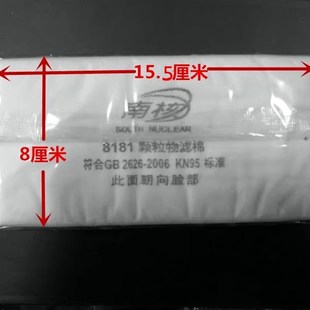 15.5厘米
南核
SOUTH NUCLEAR
8厘米
8181 颗粒物滤棉
符合GB 2626-2006 KN95 标准
此面朝向脸部